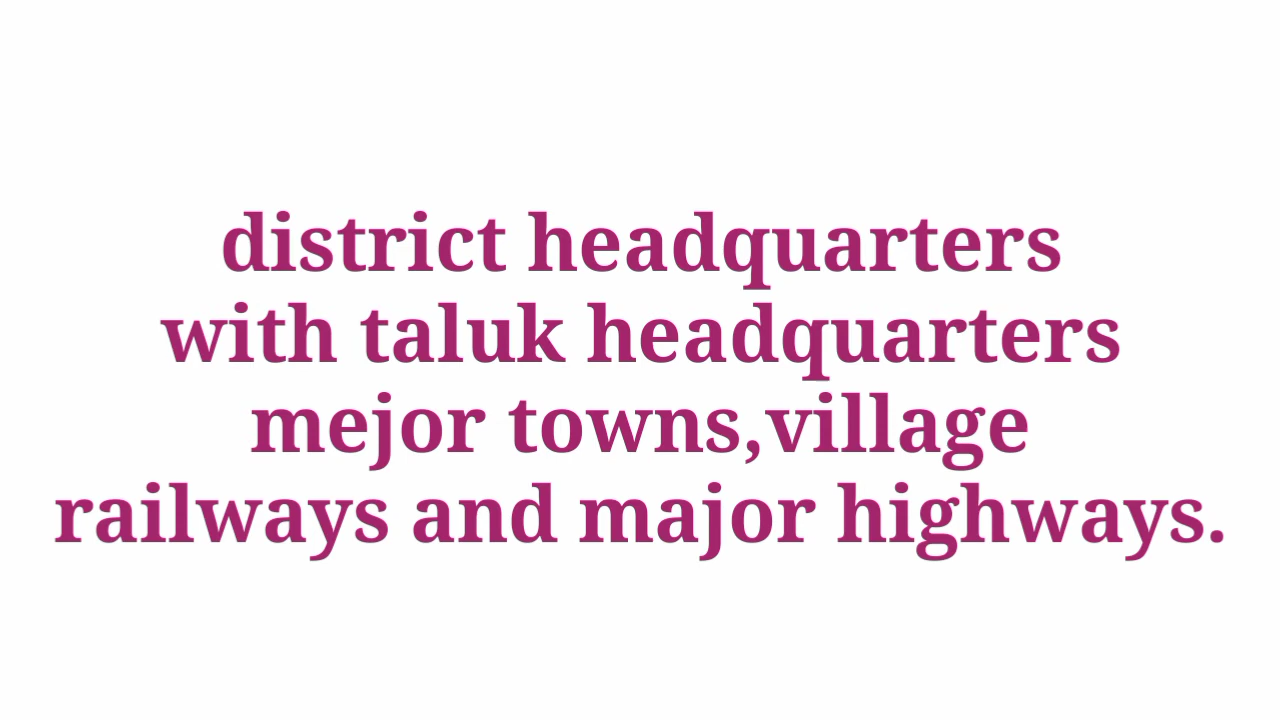 district headquarters
with taluk headquarters
mejor towns,village
railways and major highways.